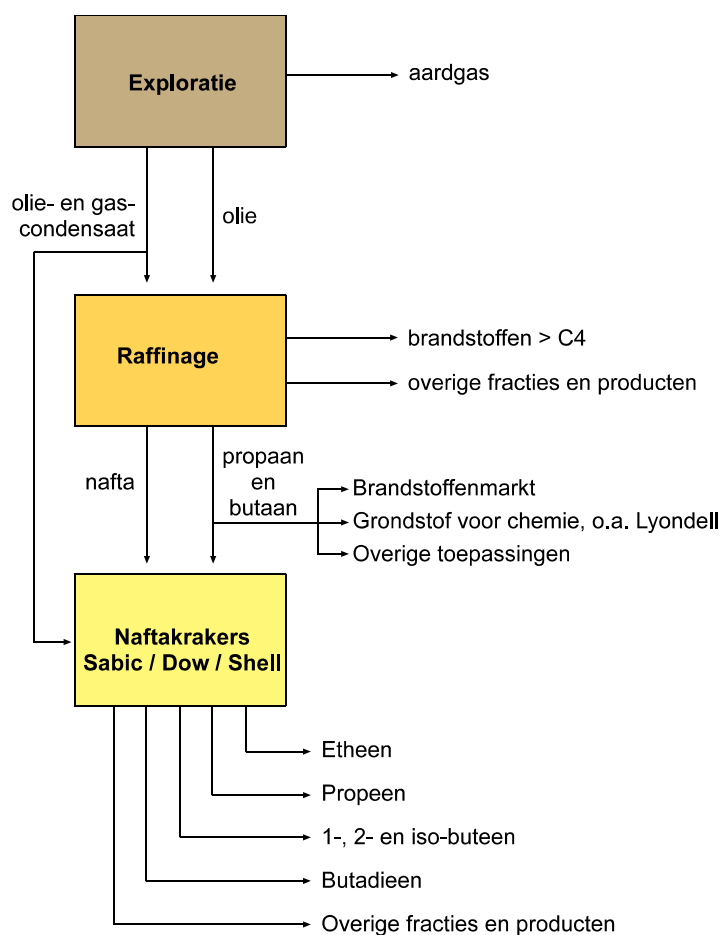 Exploratie
aardgas
olie- en gas-
condensaat
olie
Raffinage
brandstoffen > C4
overige fracties en producten
nafta
propaan
en
butaan
Brandstoffenmarkt
Grondstof voor chemie, o.a. Lyondell
Overige toepassingen
Naftakrakers
Sabic / Dow / Shell
Etheen
Propeen
1-, 2- en iso-buteen
Butadieen
Overige fracties en producten